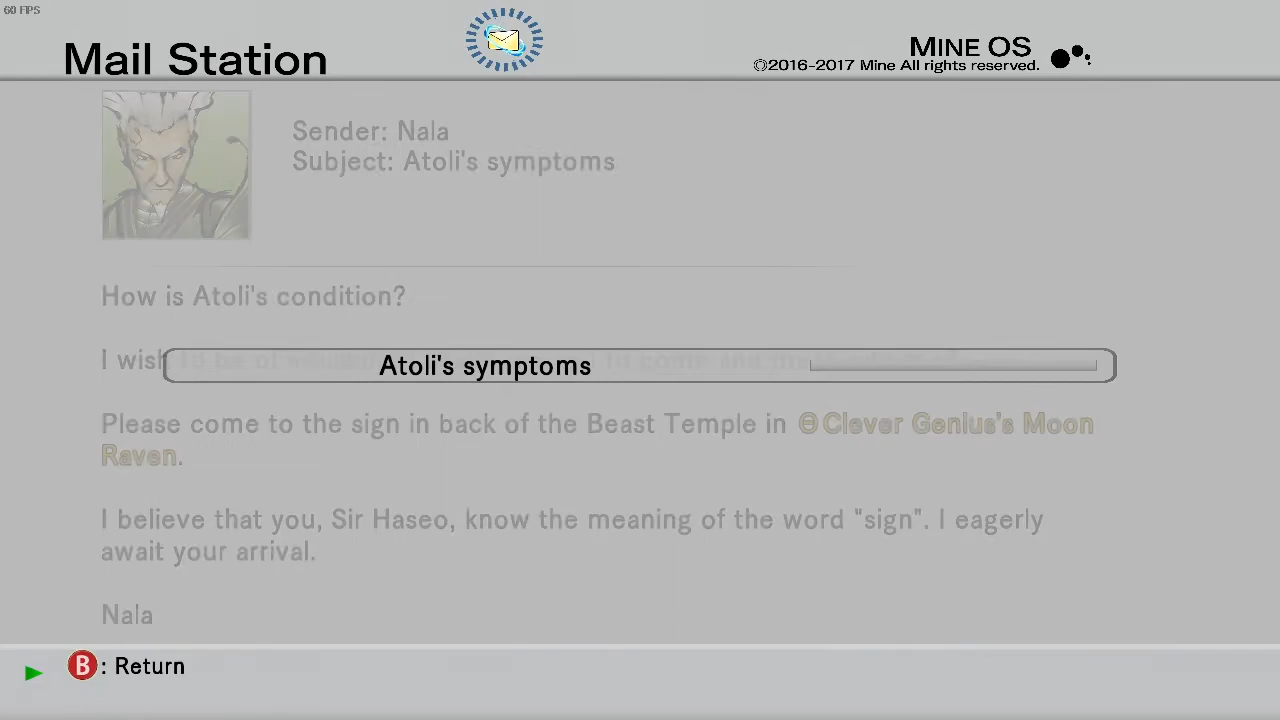 60 FPS
Mail Station
MINE OS
©2016-2017 Mine All rights reserved.
Sender: Nala
Subject: Atoli's symptoms
How is Atoli's condition?
I wish to be of
Atoli's symptoms
Please come to the sign in back of the Beast Temple in ΘClever Genius's Moon
Raven.
I believe that you, Sir Haseo, know the meaning of the word "sign". I eagerly
await your arrival.
Nala
B: Return